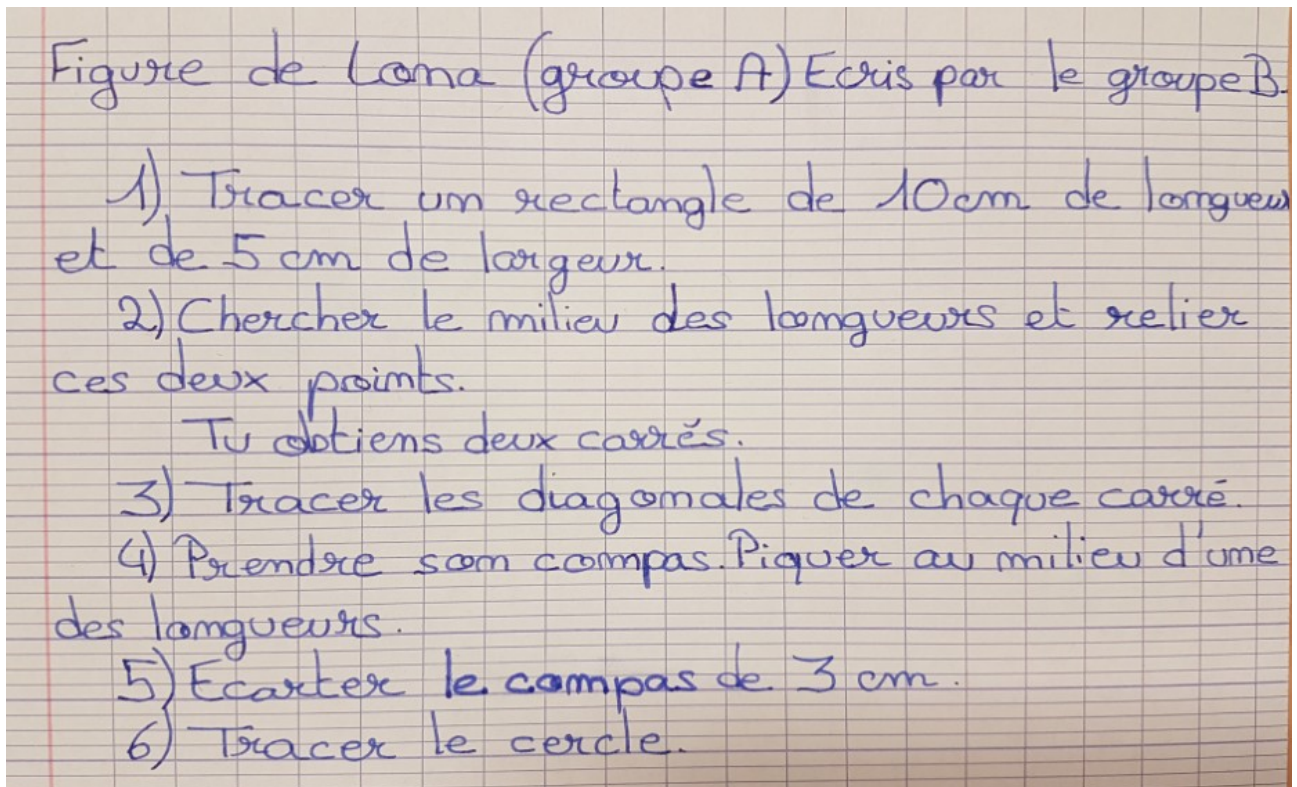 Figure de Lona (groupe A) Ecris par le groupe B.
1) Tracer un rectangle de 10cm de longueur
et de 5 cm de largeur.
2) Chercher le milieu des longueurs et relier
ces deux points.
Tu obtiens deux carrés.
3) Tracer les diagonales de chaque carré.
4) Prendre son compas. Piquer au milieu d'une
des longueurs.
5) Ecarter le compas de 3 cm.
6) Tracer le cercle.